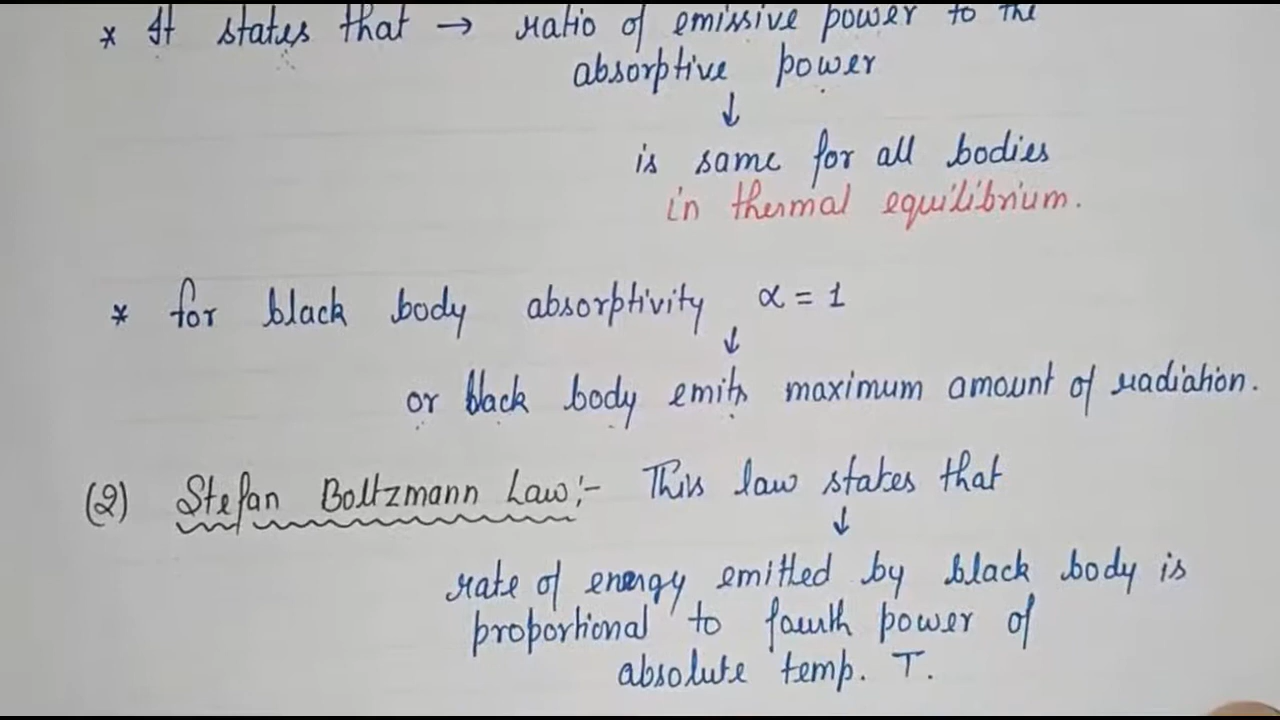 * It states that → ratio of emissive power to the
absorptive power
↓
is same for all bodies
in thermal equilibrium.
* for black body absorptivity α = 1
↓
or black body emits maximum amount of radiation.
(2) Stefan Boltzmann Law:- This law states that
↓
rate of energy emitted by black body is
proportional to fourth power of
absolute temp. T.